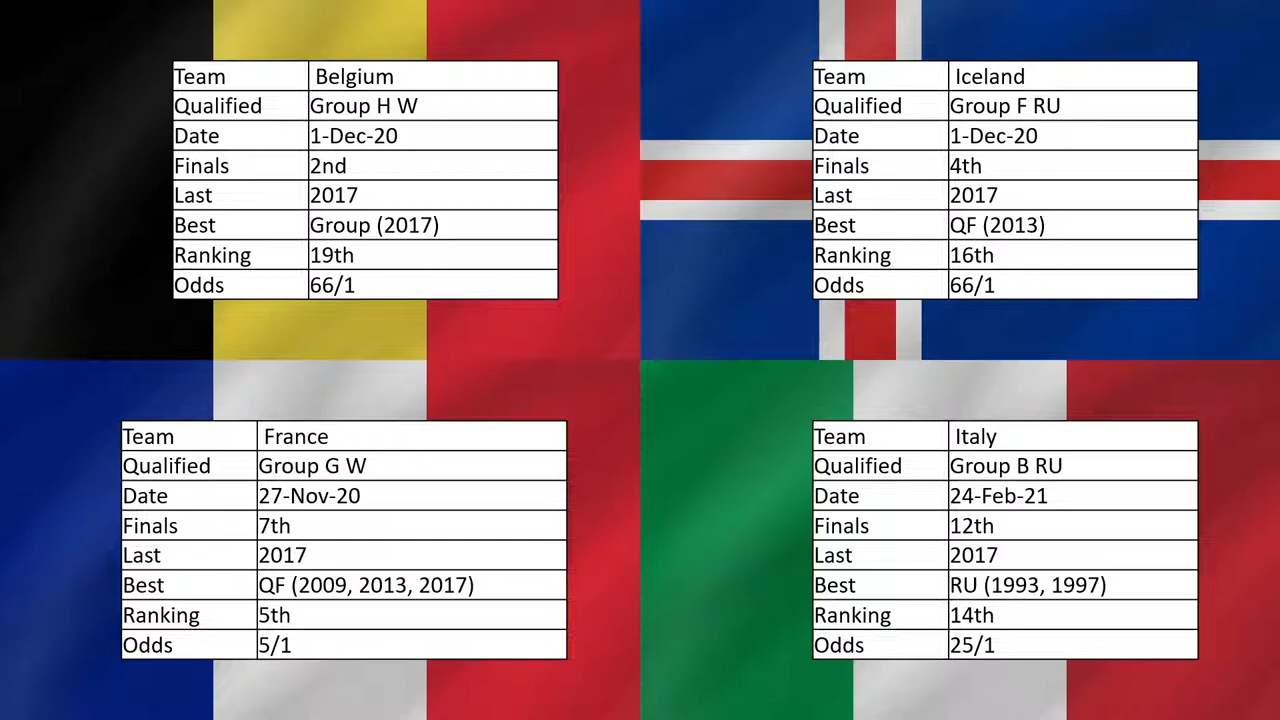 Team Belgium
Qualified Group H W
Date 1-Dec-20
Finals 2nd
Last 2017
Best Group (2017)
Ranking 19th
Odds 66/1
Team Iceland
Qualified Group F RU
Date 1-Dec-20
Finals 4th
Last 2017
Best QF (2013)
Ranking 16th
Odds 66/1
Team France
Qualified Group G W
Date 27-Nov-20
Finals 7th
Last 2017
Best QF (2009, 2013, 2017)
Ranking 5th
Odds 5/1
Team Italy
Qualified Group B RU
Date 24-Feb-21
Finals 12th
Last 2017
Best RU (1993, 1997)
Ranking 14th
Odds 25/1